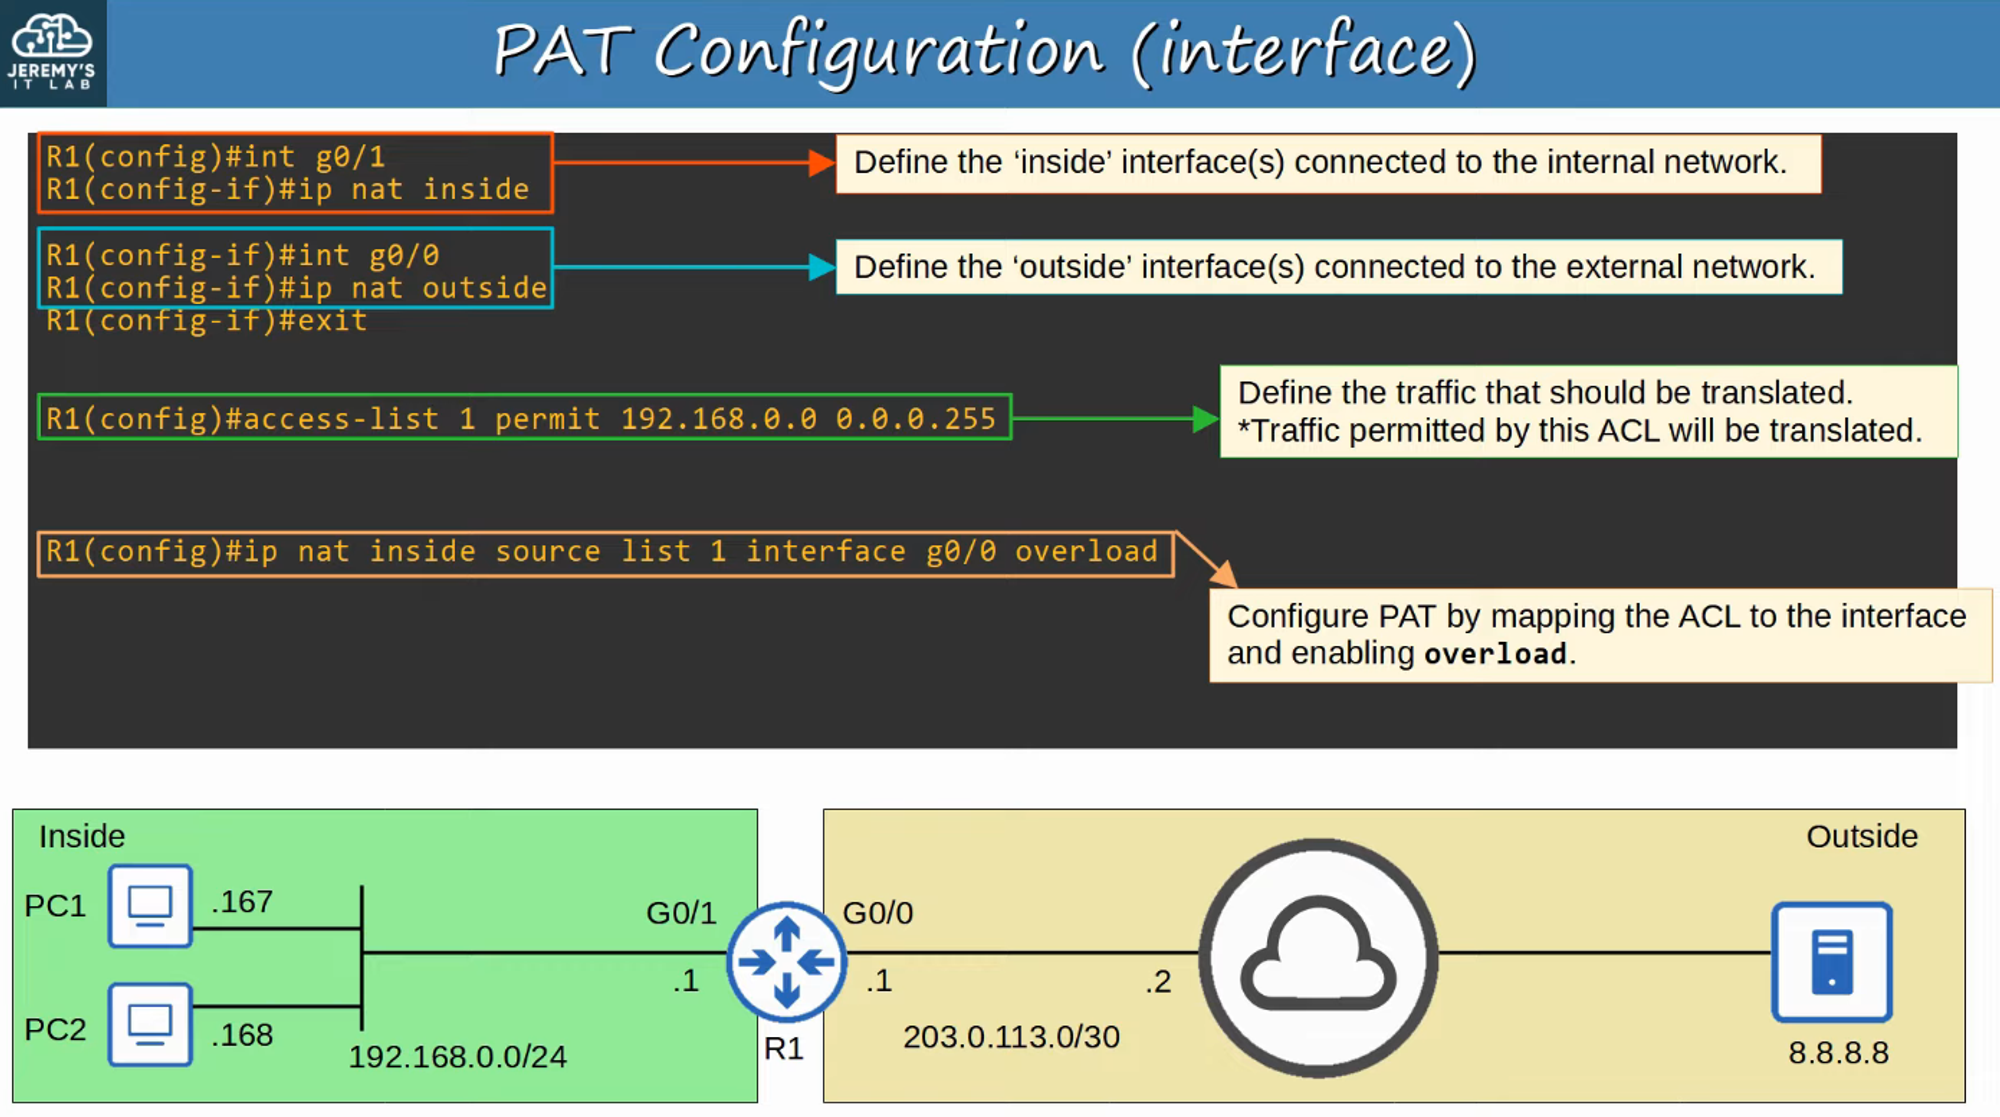 JEREMY'S
IT LAB
PAT Configuration (interface)
R1(config)#int g0/1
R1(config-if)#ip nat inside
Define the ‘inside’ interface(s) connected to the internal network.
R1(config-if)#int g0/0
R1(config-if)#ip nat outside
Define the ‘outside’ interface(s) connected to the external network.
R1(config-if)#exit
R1(config)#access-list 1 permit 192.168.0.0 0.0.0.255
Define the traffic that should be translated.
*Traffic permitted by this ACL will be translated.
R1(config)#ip nat inside source list 1 interface g0/0 overload
Configure PAT by mapping the ACL to the interface
and enabling overload.
Inside
PC1
.167
PC2
.168
192.168.0.0/24
G0/1
.1
R1
G0/0
.1
.2
203.0.113.0/30
Outside
8.8.8.8